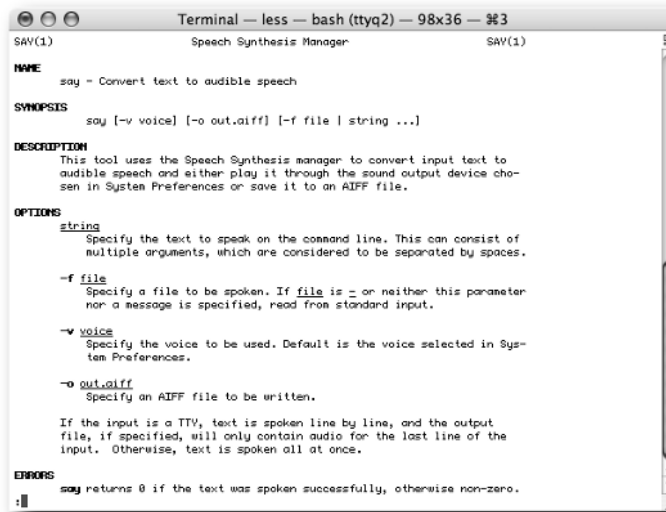 Terminal — less — bash (ttyq2) — 98x36 — ⌘3
SAY(1) Speech Synthesis Manager SAY(1)
NAME
say - Convert text to audible speech
SYNOPSIS
say [-v voice] [-o out.aiff] [-f file | string ...]
DESCRIPTION
This tool uses the Speech Synthesis manager to convert input text to
audible speech and either play it through the sound output device cho-
sen in System Preferences or save it to an AIFF file.
OPTIONS
string
Specify the text to speak on the command line. This can consist of
multiple arguments, which are considered to be separated by spaces.
-f file
Specify a file to be spoken. If file is - or neither this parameter
nor a message is specified, read from standard input.
-v voice
Specify the voice to be used. Default is the voice selected in Sys-
tem Preferences.
-o out.aiff
Specify an AIFF file to be written.
If the input is a TTY, text is spoken line by line, and the output
file, if specified, will only contain audio for the last line of the
input. Otherwise, text is spoken all at once.
ERRORS
say returns 0 if the text was spoken successfully, otherwise non-zero.
: